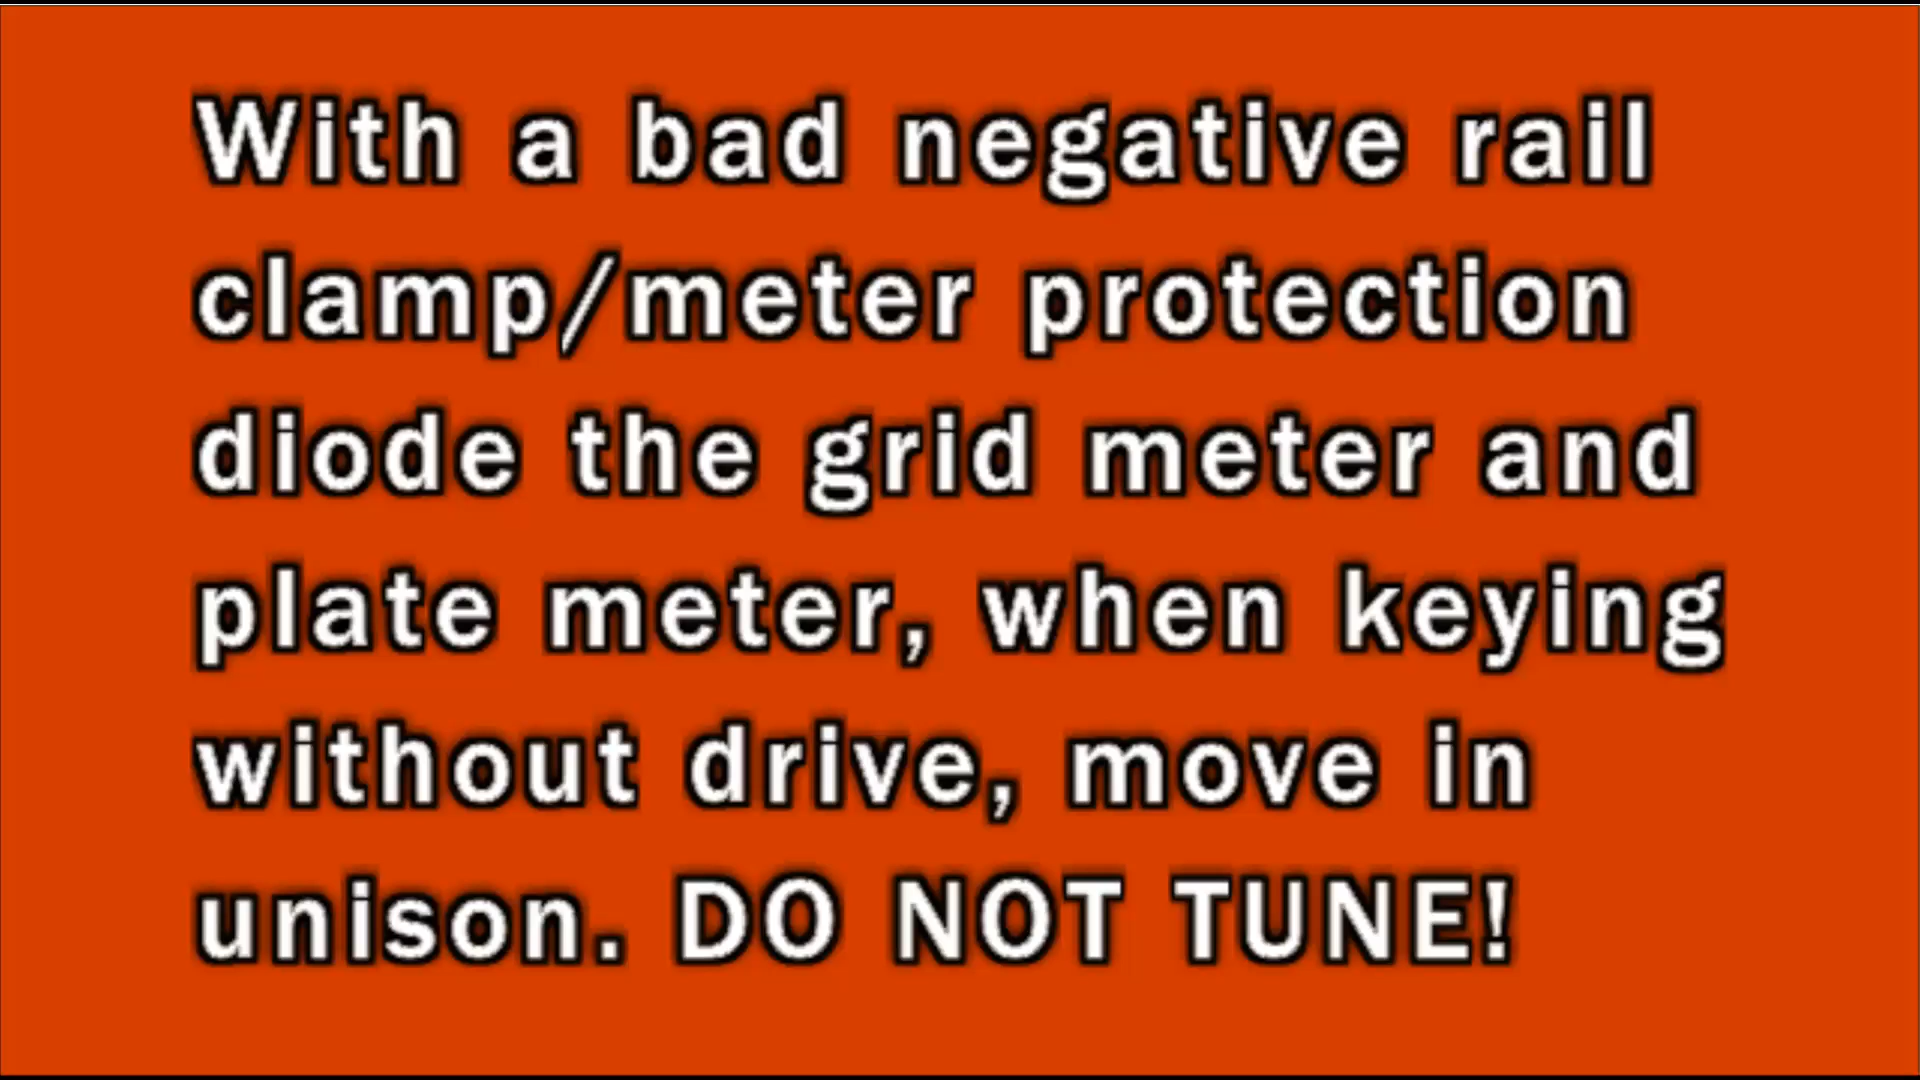 With a bad negative rail
clamp/meter protection
diode the grid meter and
plate meter, when keying
without drive, move in
unison. DO NOT TUNE!